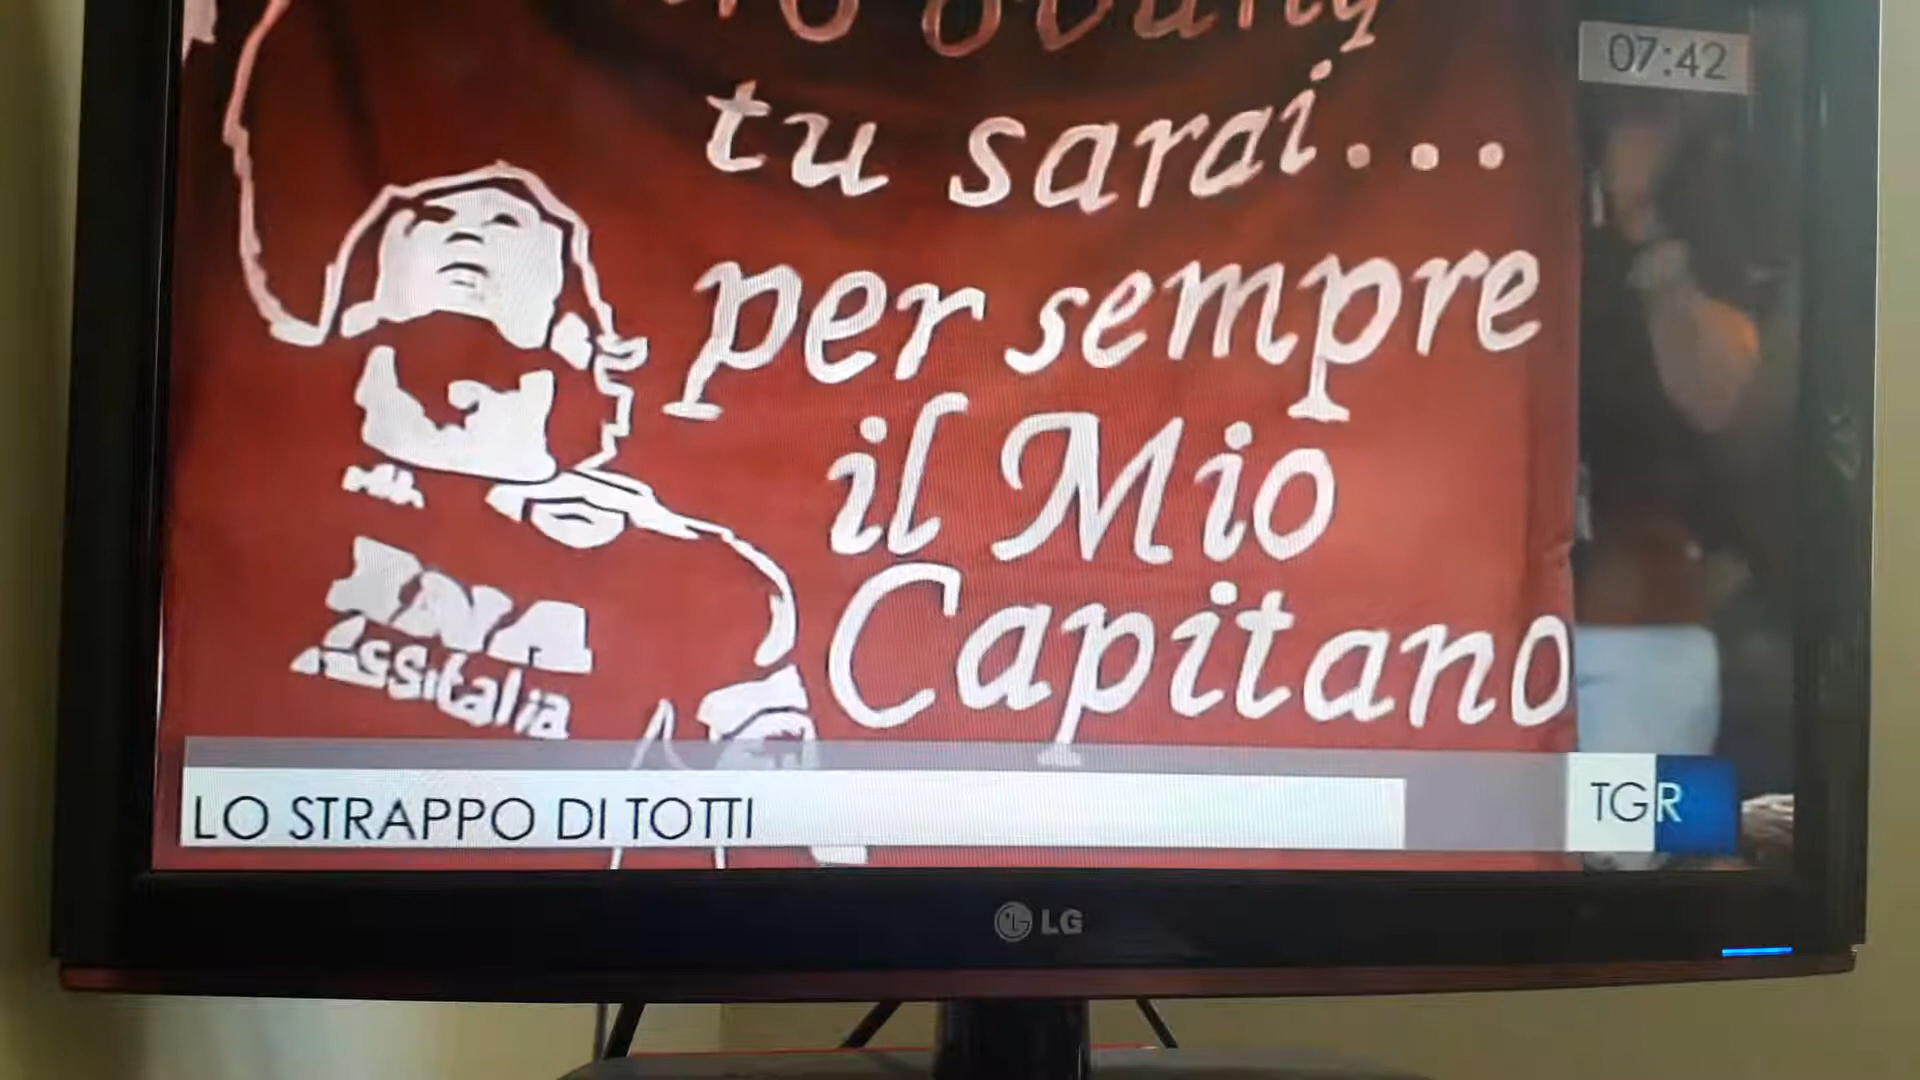 07:42
tu sarai...
per sempre
il Mio
Capitano
INA
Assitalia
LO STRAPPO DI TOTTI
TGR
LG